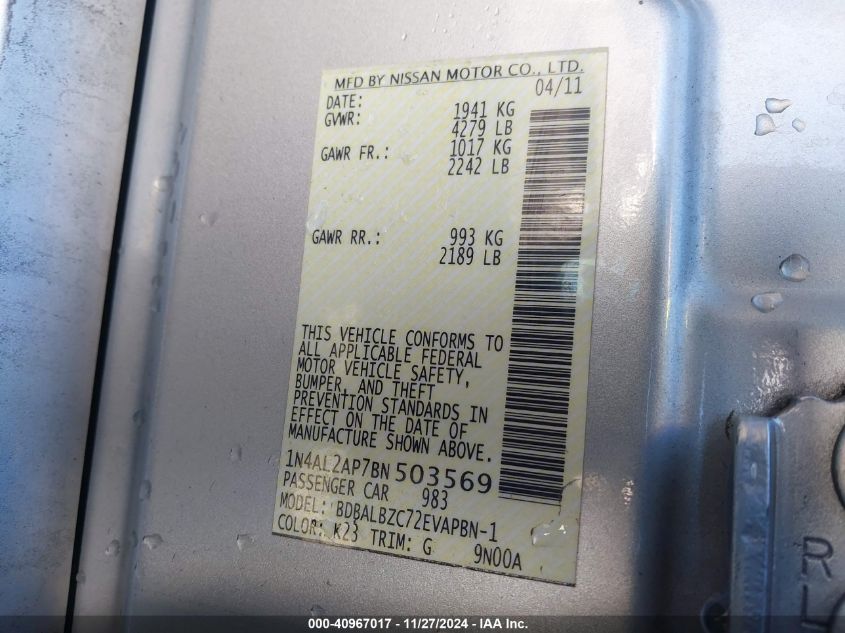 MFD BY NISSAN MOTOR CO., LTD.
DATE: 04/11
GVWR: 1941 KG
4279 LB
GAWR FR.: 1017 KG
2242 LB
GAWR RR.: 993 KG
2189 LB
THIS VEHICLE CONFORMS TO
ALL APPLICABLE FEDERAL
MOTOR VEHICLE SAFETY,
BUMPER, AND THEFT
PREVENTION STANDARDS IN
EFFECT ON THE DATE OF
MANUFACTURE SHOWN ABOVE.
1N4AL2AP7BN503569
PASSENGER CAR 983
MODEL: BDBALBZC72EVAPBN-1
COLOR: K23 TRIM: G 9N00A
R
L
000-40967017 - 11/27/2024 - IAA Inc.